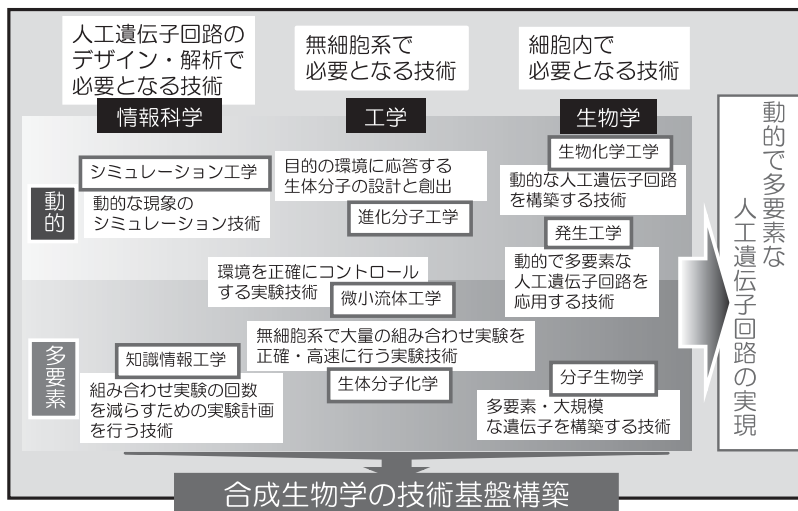 人工遺伝子回路の
デザイン・解析で
必要となる技術
無細胞系で
必要となる技術
細胞内で
必要となる技術
情報科学
工学
生物学
動的
シミュレーション工学
動的な現象の
シミュレーション技術
目的の環境に応答する
生体分子の設計と創出
進化分子工学
生物化学工学
動的な人工遺伝子回路
を構築する技術
発生工学
動的で多要素な
人工遺伝子回路を
応用する技術
環境を正確にコントロール
する実験技術
微小流体工学
多要素
知識情報工学
組み合わせ実験の回数
を減らすための実験計画
を行う技術
無細胞系で大量の組み合わせ実験を
正確・高速に行う実験技術
生体分子化学
分子生物学
多要素・大規模
な遺伝子を構築する技術
動的で多要素な
人工遺伝子回路の実現
合成生物学の技術基盤構築